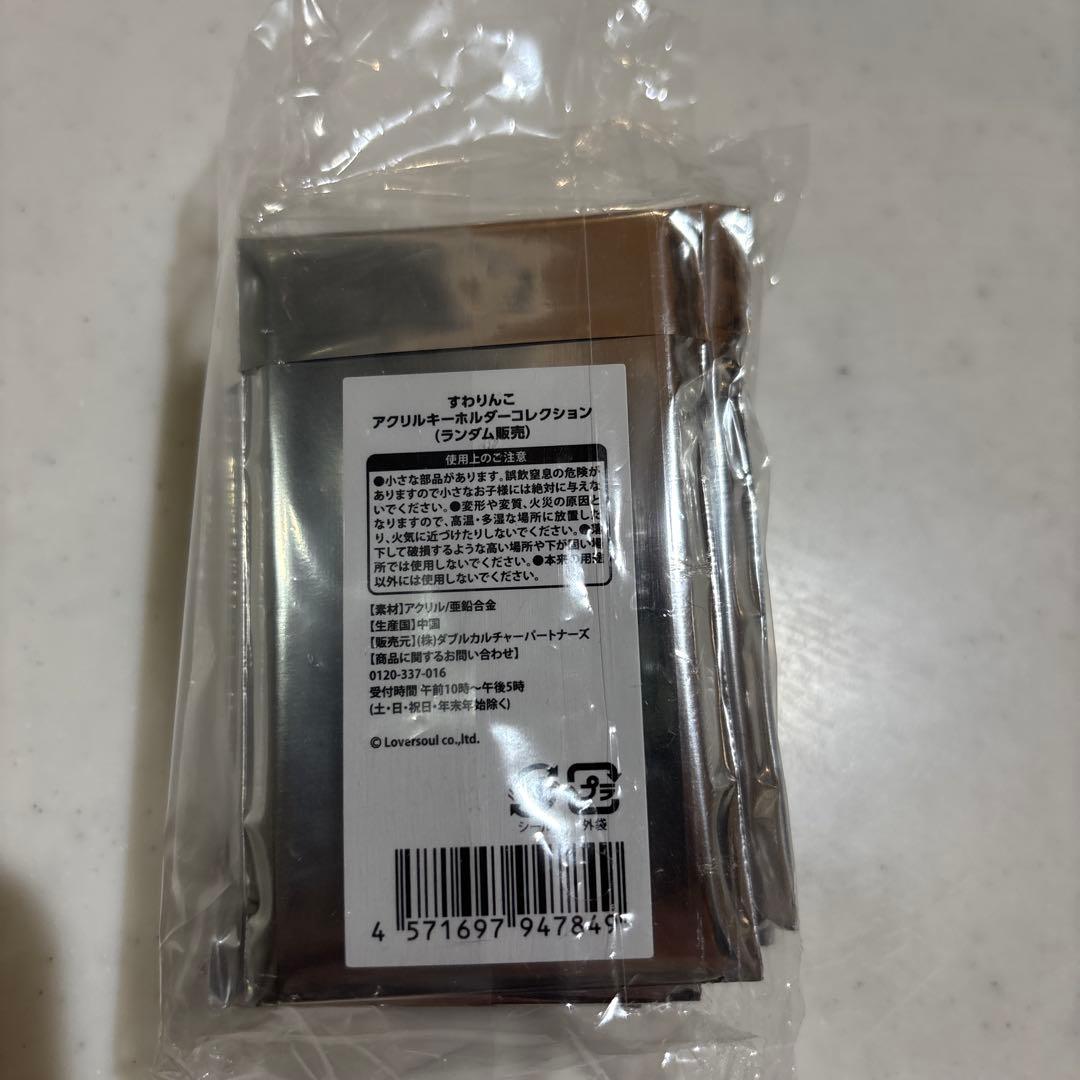 すわりんこ
アクリルキーホルダーコレクション
(ランダム販売)
使用上のご注意
●小さな部品があります。誤飲窒息の危険が
ありますので小さなお子様には絶対に与えな
いでください。●変形や変質、火災の原因と
なりますので、高温・多湿な場所に放置した
り、火気に近づけたりしないでください。●落
下して破損するような高い場所や下が固い場
所では使用しないでください。●本来の用途
以外には使用しないでください。
【素材】アクリル/亜鉛合金
【生産国】中国
【販売元】(株)ダブルカルチャーパートナーズ
【商品に関するお問い合わせ】
0120-337-016
受付時間 午前10時〜午後5時
(土・日・祝日・年末年始除く)
© Loversoul co.,ltd.
プラ
シール 外袋
4 571697 947849